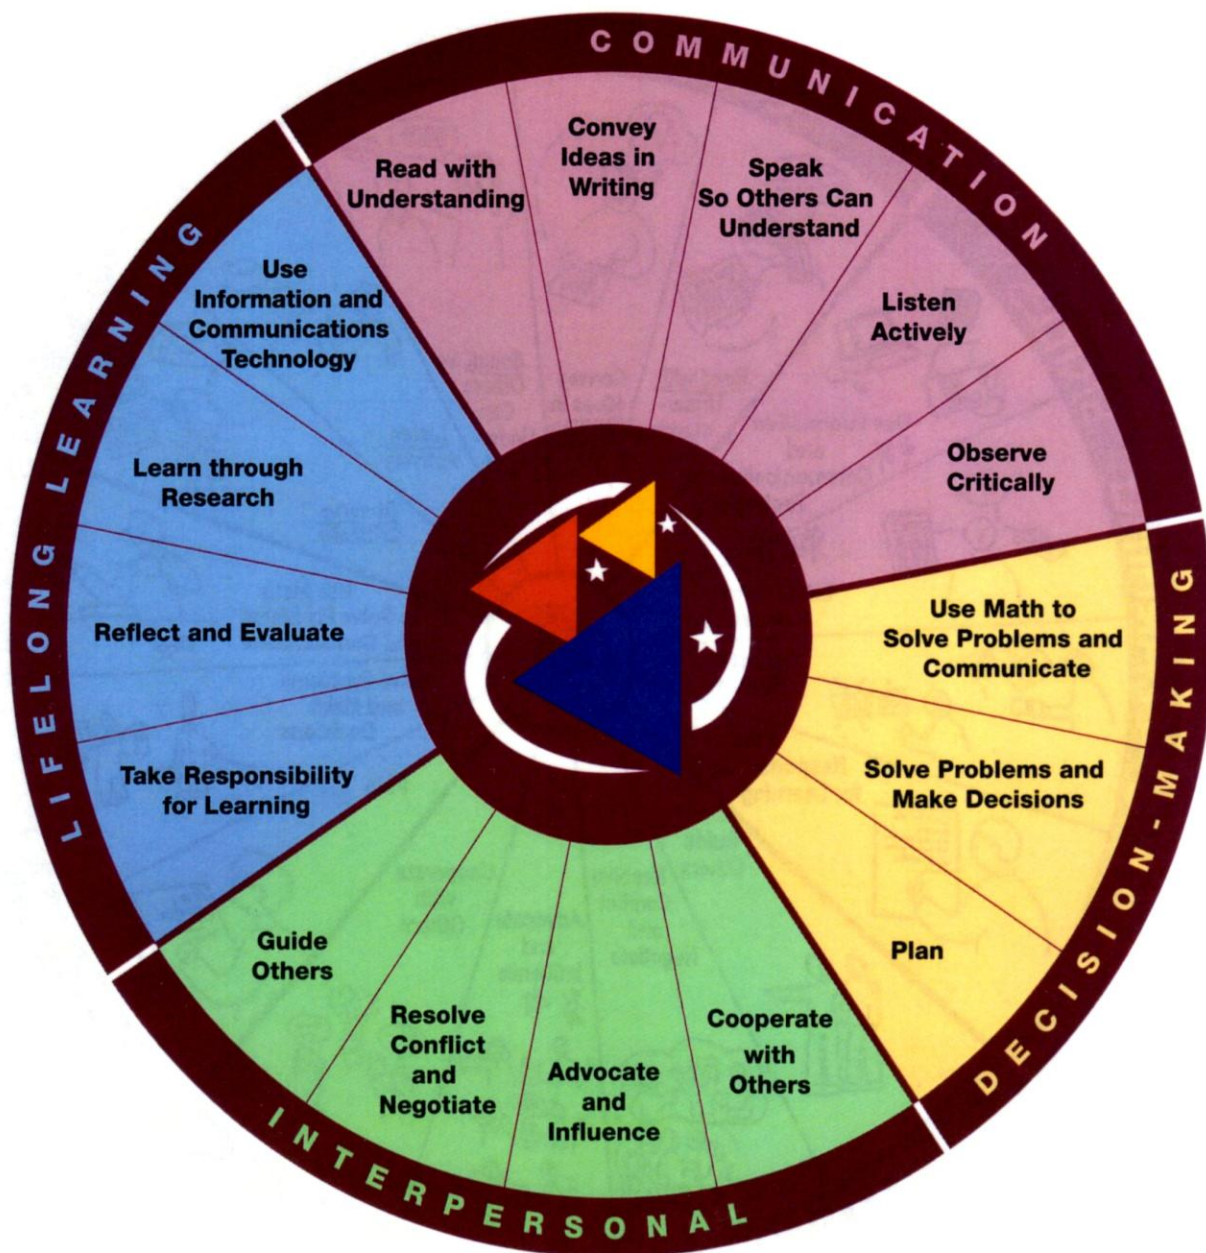 COMMUNICATION
Read with
Understanding
Convey
Ideas in
Writing
Speak
So Others Can
Understand
Listen
Actively
Observe
Critically
DECISION-MAKING
Use Math to
Solve Problems and
Communicate
Solve Problems and
Make Decisions
Plan
INTERPERSONAL
Cooperate
with
Others
Advocate
and
Influence
Resolve
Conflict
and
Negotiate
Guide
Others
LIFELONG LEARNING
Take Responsibility
for Learning
Reflect and Evaluate
Learn through
Research
Use
Information and
Communications
Technology